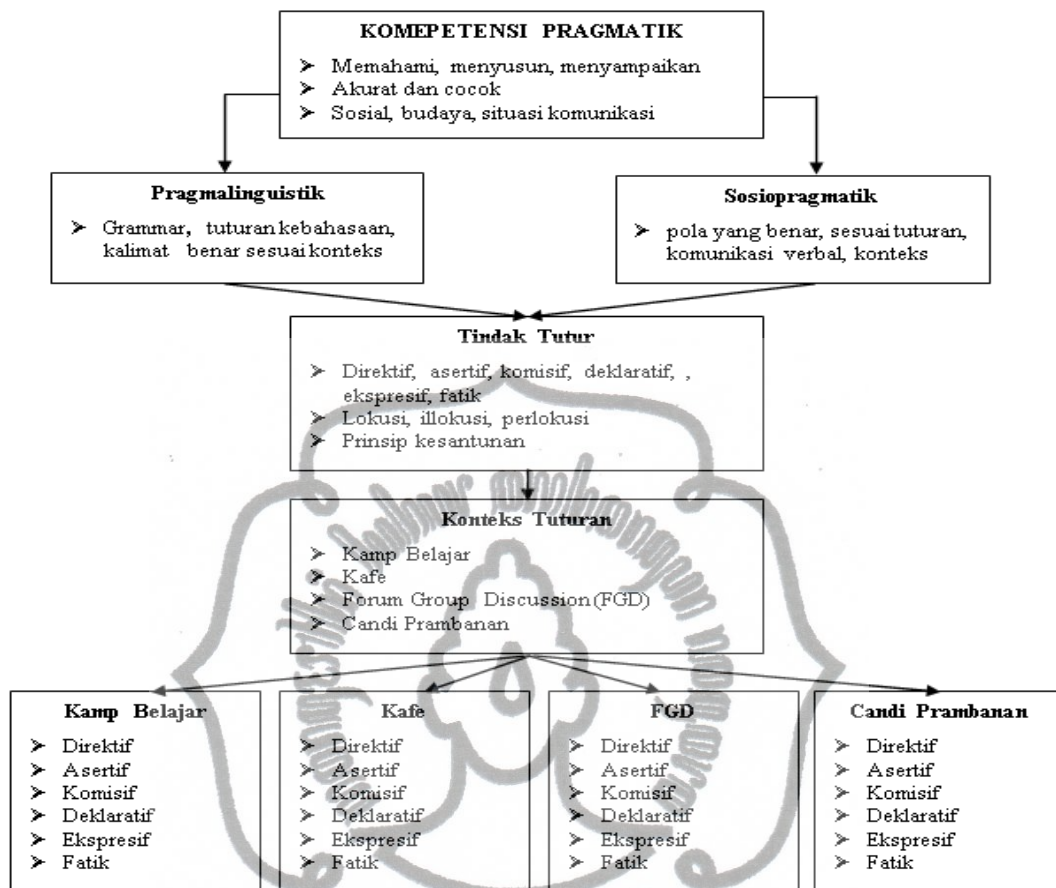 KOMEPETENSI PRAGMATIK
➤ Memahami, menyusun, menyampaikan
➤ Akurat dan cocok
➤ Sosial, budaya, situasi komunikasi
Pragmalinguistik
➤ Grammar, tuturan kebahasaan,
kalimat benar sesuai konteks
Sosiopragmatik
➤ pola yang benar, sesuai tuturan,
komunikasi verbal, konteks
Tindak Tutur
➤ Direktif, asertif, komisif, deklaratif, ,
ekspresif, fatik
➤ Lokusi, illokusi, perlokusi
➤ Prinsip kesantunan
Konteks Tuturan
➤ Kamp Belajar
➤ Kafe
➤ Forum Group Discussion (FGD)
➤ Candi Prambanan
Kamp Belajar
➤ Direktif
➤ Asertif
➤ Komisif
➤ Deklaratif
➤ Ekspresif
➤ Fatik
Kafe
➤ Direktif
➤ Asertif
➤ Komisif
➤ Deklaratif
➤ Ekspresif
➤ Fatik
FGD
➤ Direktif
➤ Asertif
➤ Komisif
➤ Deklaratif
➤ Ekspresif
➤ Fatik
Candi Prambanan
➤ Direktif
➤ Asertif
➤ Komisif
➤ Deklaratif
➤ Ekspresif
➤ Fatik